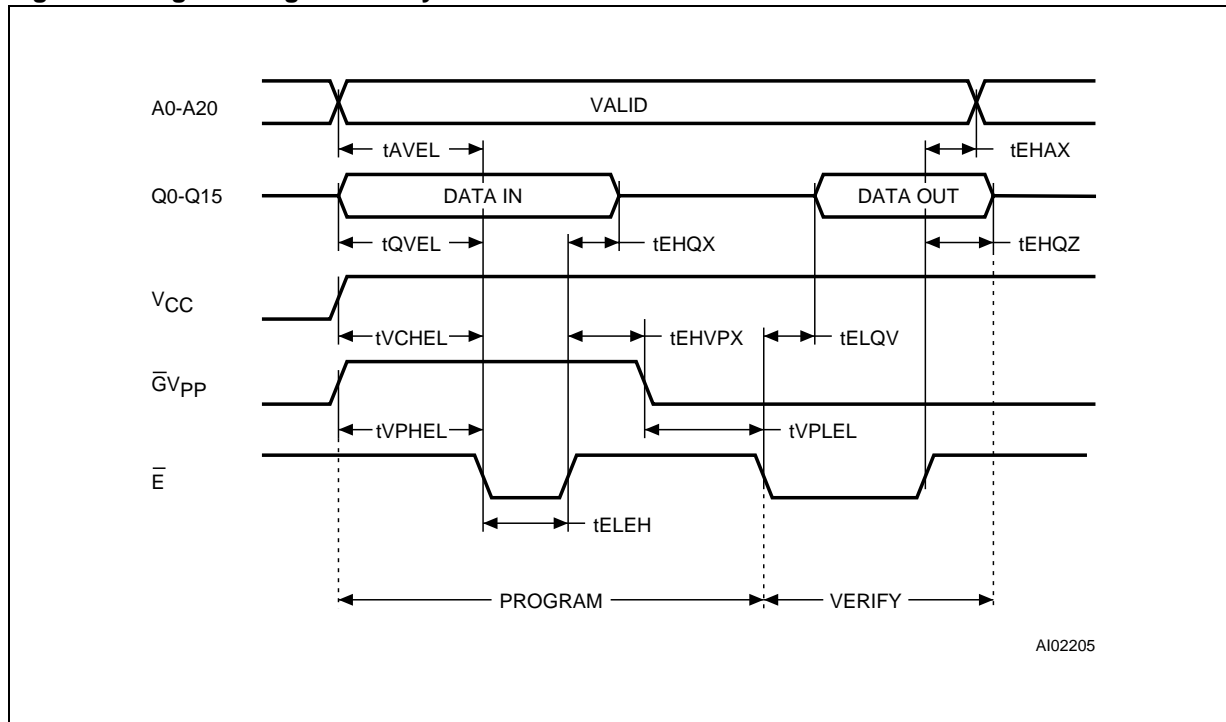 A0-A20 VALID
tAVEL tEHAX
Q0-Q15 DATA IN DATA OUT
tQVEL tEHQX tEHQZ
VCC
tVCHEL tEHVPX tELQV
G̅VPP
tVPHEL tVPLEL
E̅
tELEH
PROGRAM VERIFY
AI02205